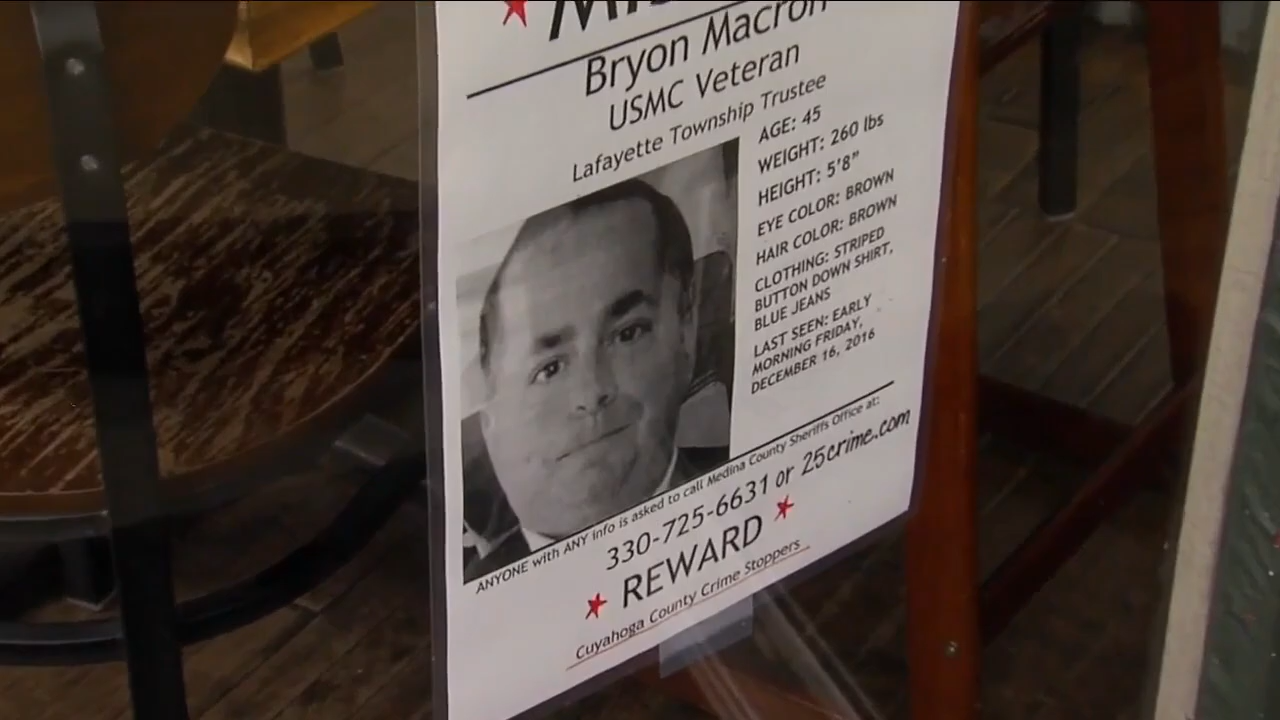 Bryon Macron
USMC Veteran
Lafayette Township Trustee
AGE: 45
WEIGHT: 260 lbs
HEIGHT: 5'8"
EYE COLOR: BROWN
HAIR COLOR: BROWN
CLOTHING: STRIPED
BUTTON DOWN SHIRT,
BLUE JEANS
LAST SEEN: EARLY
MORNING FRIDAY,
DECEMBER 16, 2016
ANYONE with ANY info is asked to call Medina County Sheriffs Office at:
330-725-6631 or 25crime.com
REWARD
Cuyahoga County Crime Stoppers